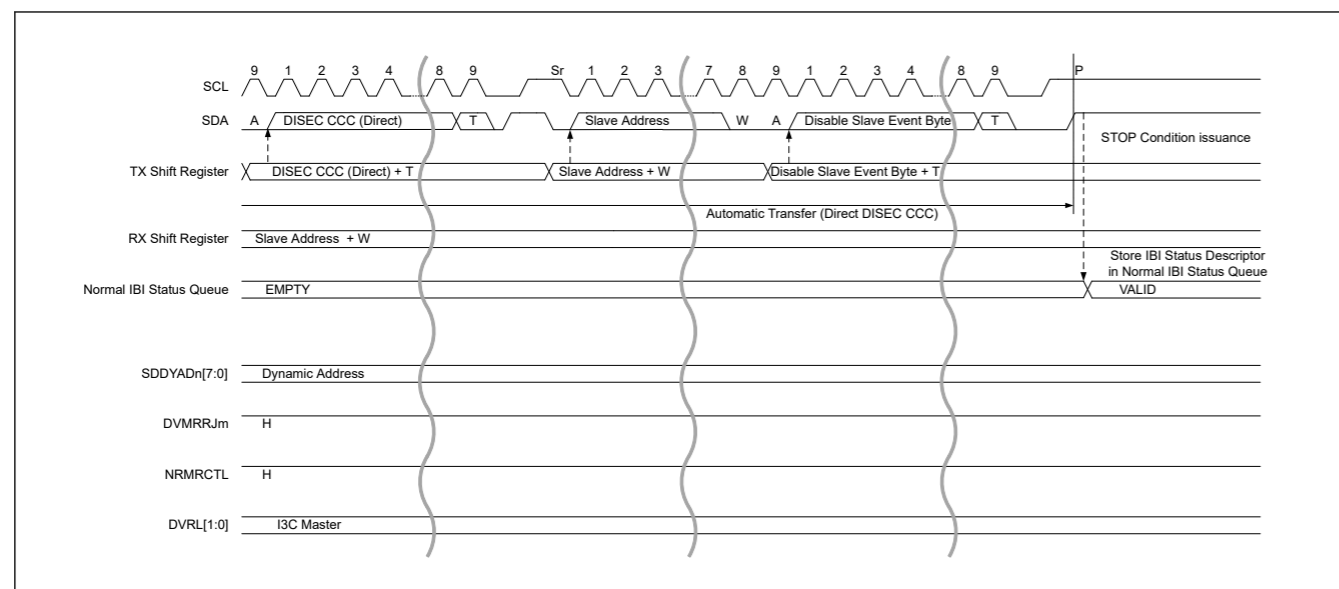 9 1 2 3 4 8 9 Sr 1 2 3 7 8 9 1 2 3 4 8 9 P
SCL
SDA A DISEC CCC (Direct) T Slave Address W A Disable Slave Event Byte T
STOP Condition issuance
TX Shift Register DISEC CCC (Direct) + T Slave Address + W Disable Slave Event Byte + T
Automatic Transfer (Direct DISEC CCC)
RX Shift Register Slave Address + W
Store IBI Status Descriptor
in Normal IBI Status Queue
Normal IBI Status Queue EMPTY VALID
SDDYADn[7:0] Dynamic Address
DVMRRJm H
NRMRCTL H
DVRL[1:0] I3C Master